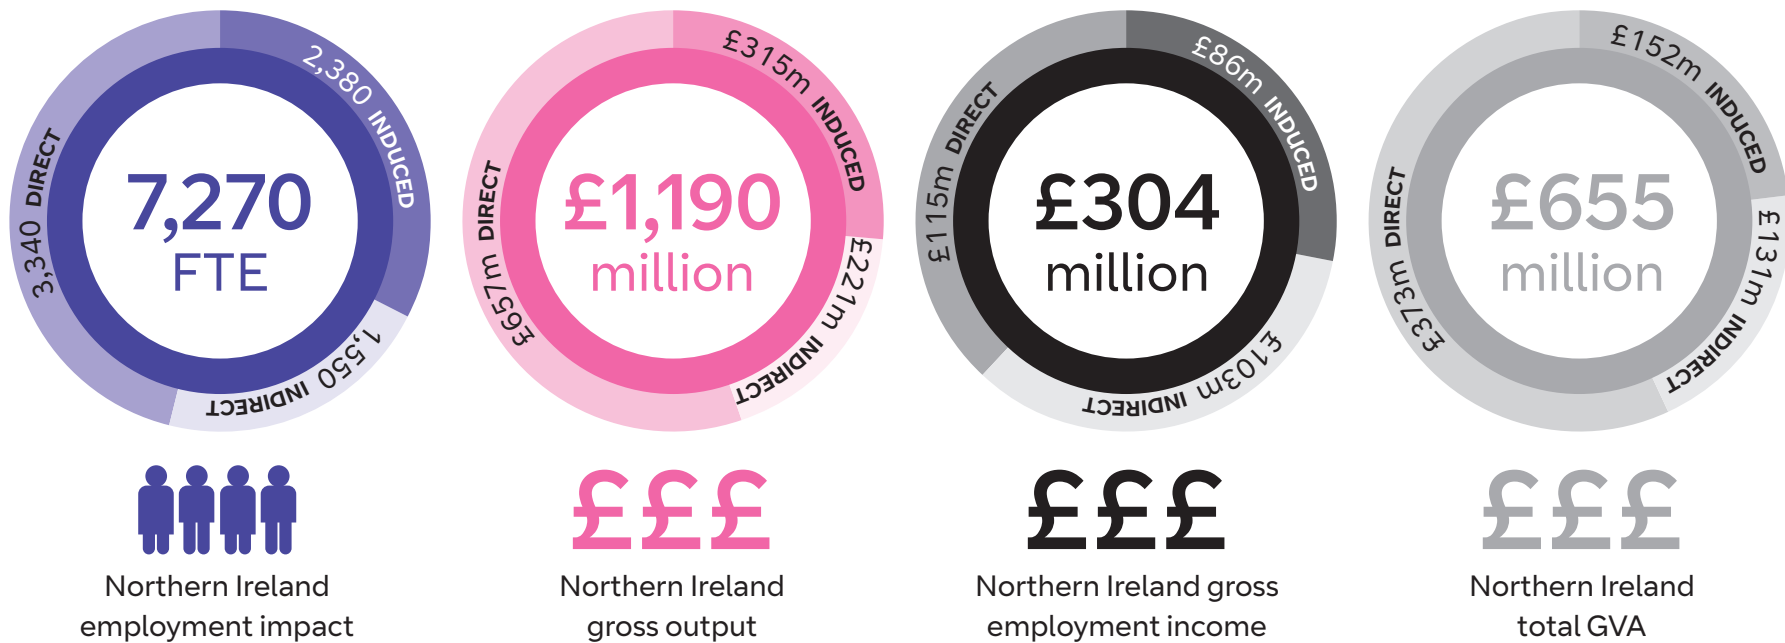 3,340 DIRECT
2,380 INDUCED
1,550 INDIRECT
7,270
FTE
Northern Ireland
employment impact
£657m DIRECT
£315m INDUCED
£221m INDIRECT
£1,190
million
£££
Northern Ireland
gross output
£115m DIRECT
£86m INDUCED
£103m INDIRECT
£304
million
£££
Northern Ireland gross
employment income
£373m DIRECT
£152m INDUCED
£131m INDIRECT
£655
million
£££
Northern Ireland
total GVA